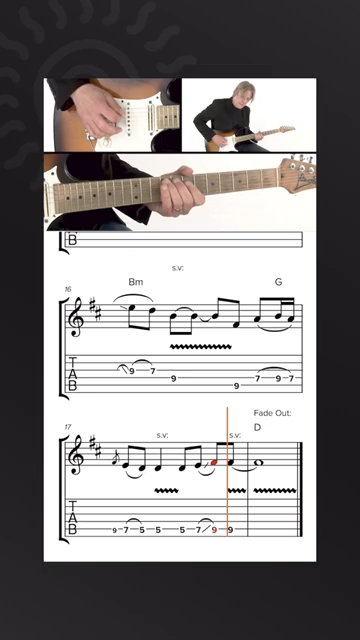 s.v:
Bm G
16
T
A
B
9 7 9 9 7 9 7
Fade Out:
D
17
s.v: s.v:
T
A
B
9 7 5 5 5 7 9 9